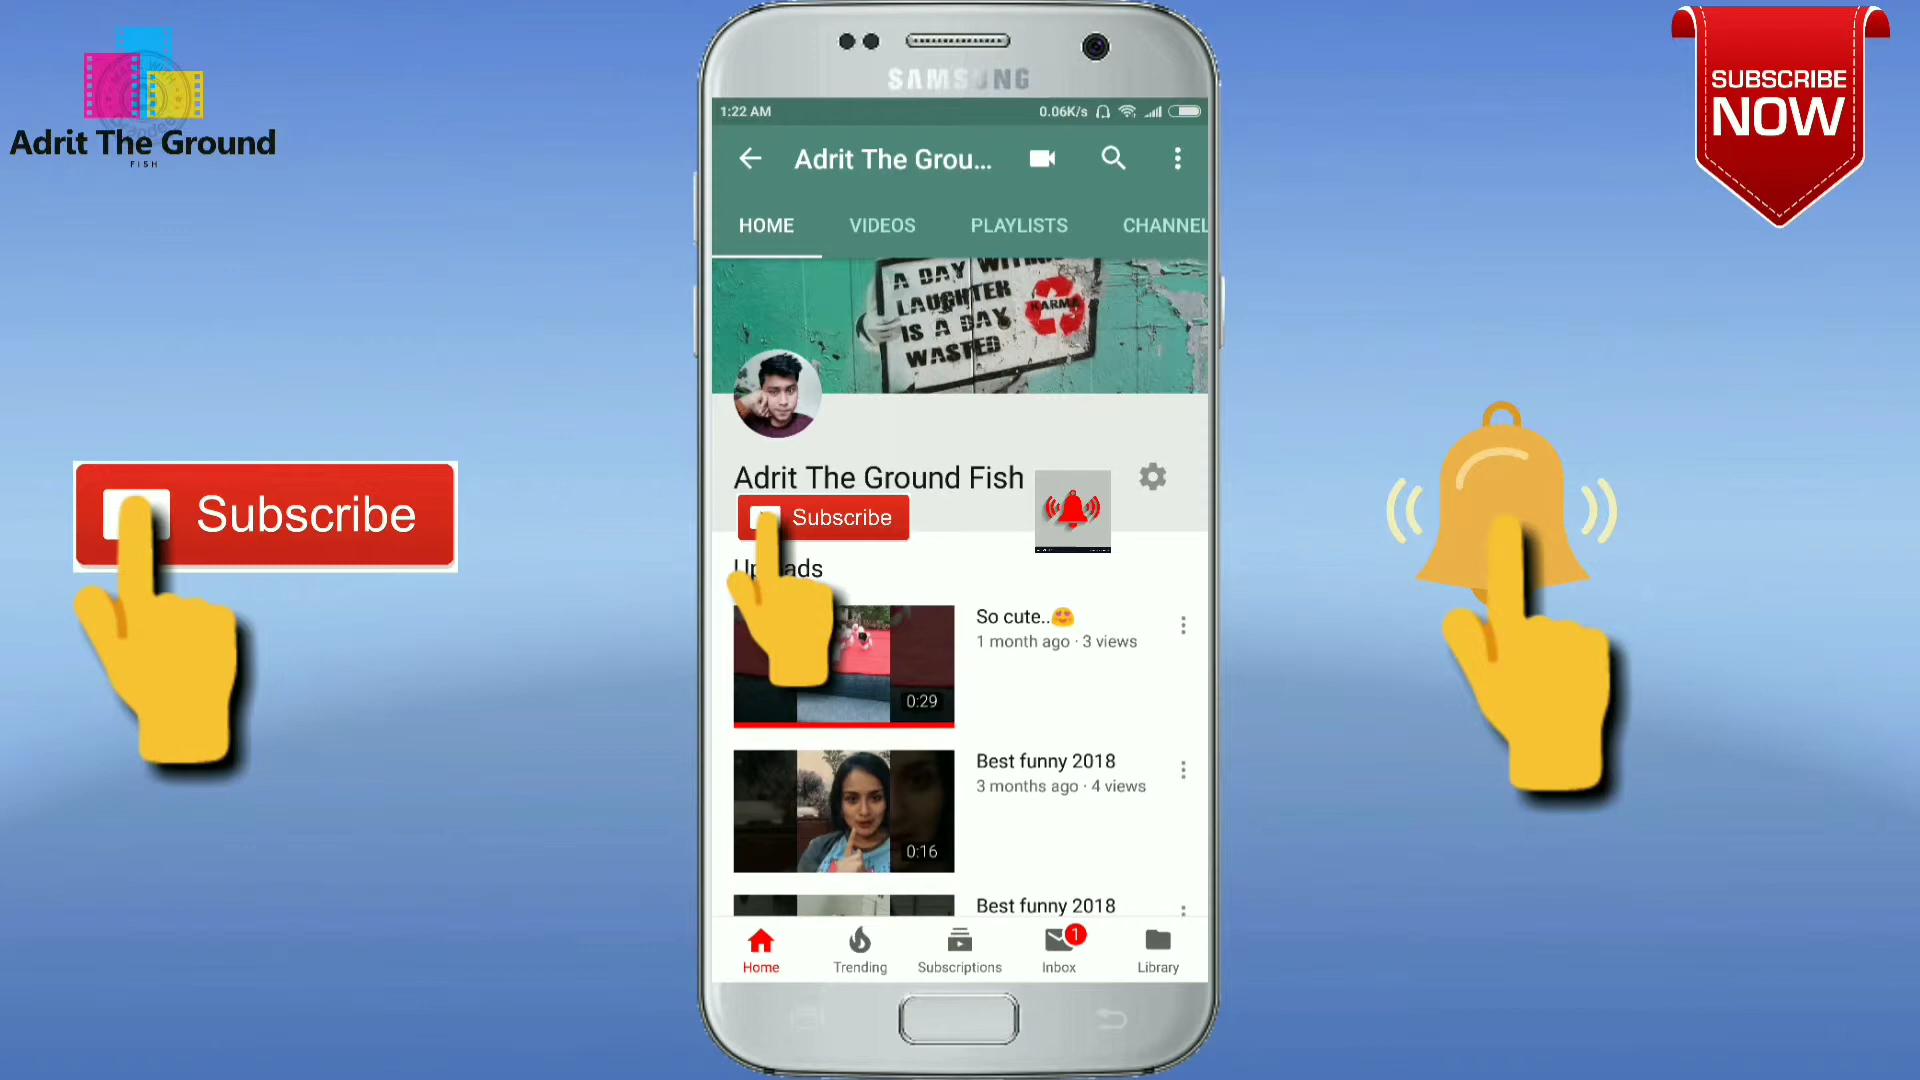 Adrit The Ground
FISH
SUBSCRIBE
NOW
SAMSUNG
1:22 AM
0.06K/s
Adrit The Grou...
HOME VIDEOS PLAYLISTS CHANNEL
A DAY
LAUGHTER
IS A DAY
WASTED
KARMA
Adrit The Ground Fish
Subscribe
Subscribe
So cute..😍
1 month ago · 3 views
0:29
Best funny 2018
3 months ago · 4 views
0:16
Best funny 2018
1
Home Trending Subscriptions Inbox Library